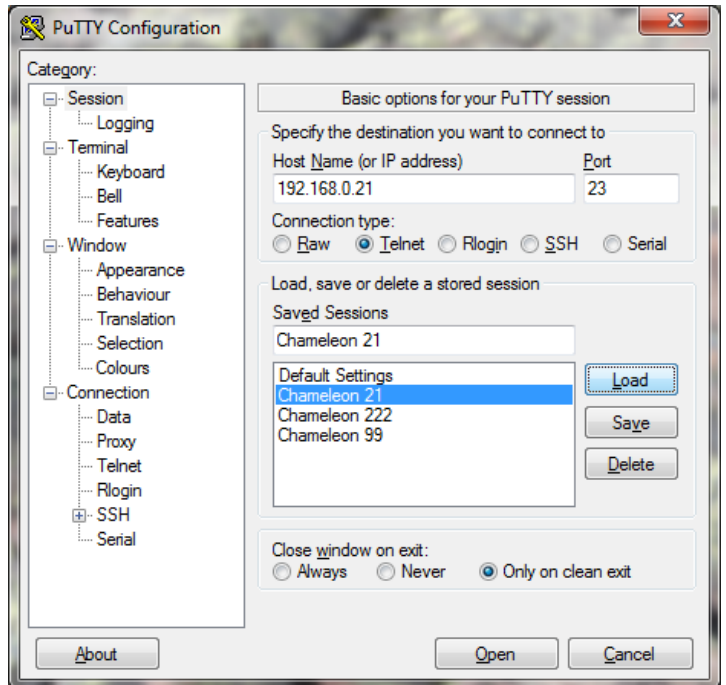 PuTTY Configuration
Category:
Session
Logging
Terminal
Keyboard
Bell
Features
Window
Appearance
Behaviour
Translation
Selection
Colours
Connection
Data
Proxy
Telnet
Rlogin
SSH
Serial
Basic options for your PuTTY session
Specify the destination you want to connect to
Host Name (or IP address) Port
192.168.0.21 23
Connection type:
Raw Telnet Rlogin SSH Serial
Load, save or delete a stored session
Saved Sessions
Chameleon 21
Default Settings
Chameleon 21
Chameleon 222
Chameleon 99
Load
Save
Delete
Close window on exit:
Always Never Only on clean exit
About Open Cancel